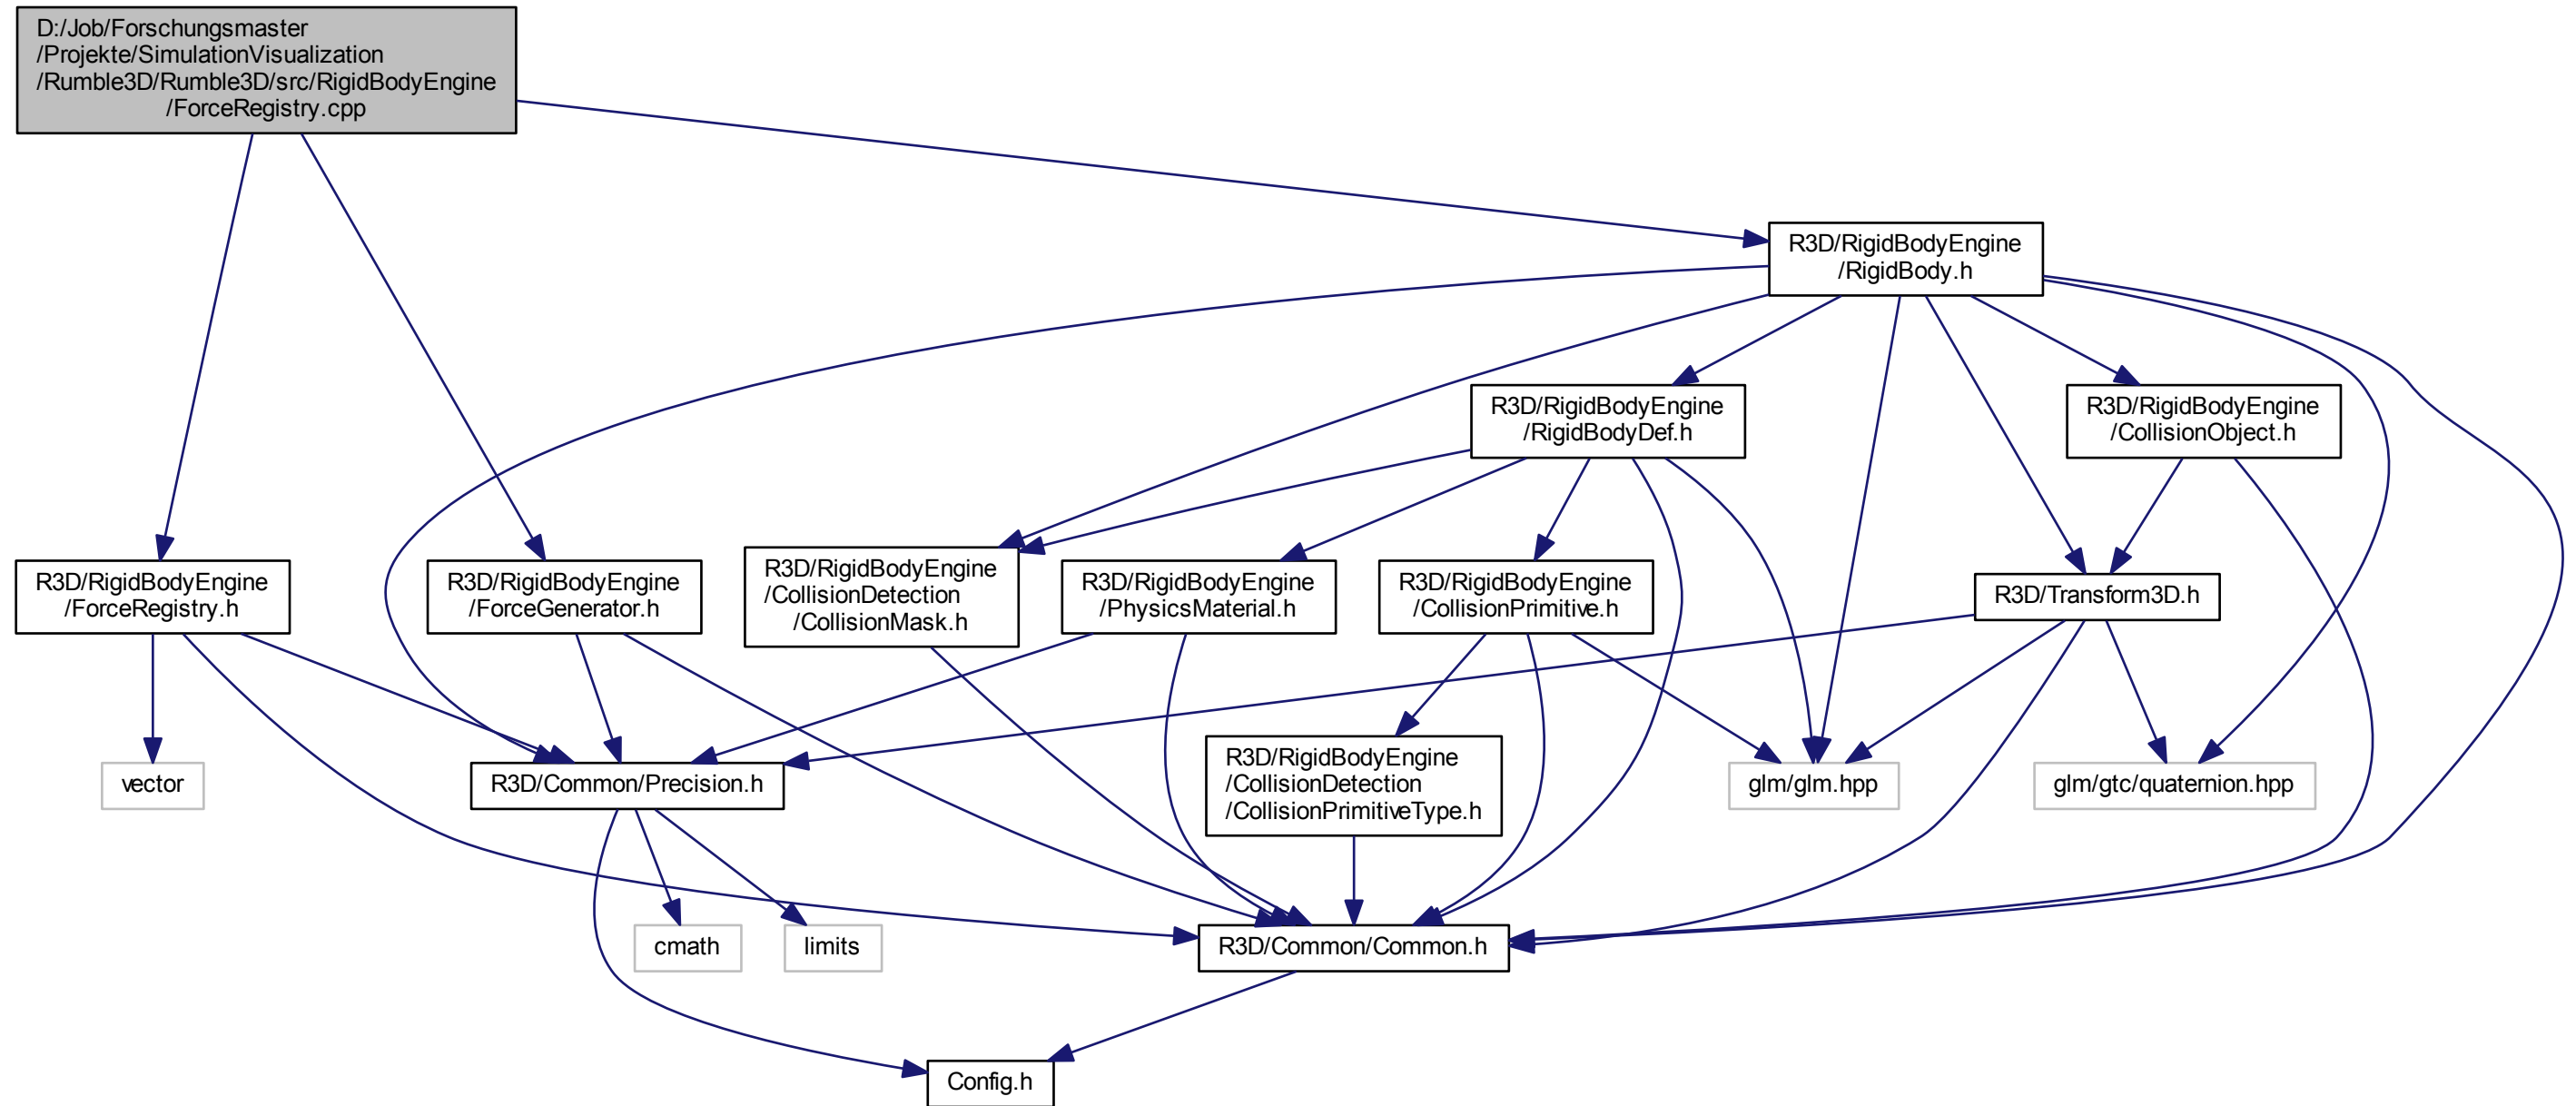 D:/Job/Forschungsmaster
/Projekte/SimulationVisualization
/Rumble3D/Rumble3D/src/RigidBodyEngine
/ForceRegistry.cpp
R3D/RigidBodyEngine
/RigidBody.h
R3D/RigidBodyEngine
/RigidBodyDef.h
R3D/RigidBodyEngine
/CollisionObject.h
R3D/RigidBodyEngine
/ForceRegistry.h
R3D/RigidBodyEngine
/ForceGenerator.h
R3D/RigidBodyEngine
/CollisionDetection
/CollisionMask.h
R3D/RigidBodyEngine
/PhysicsMaterial.h
R3D/RigidBodyEngine
/CollisionPrimitive.h
R3D/Transform3D.h
vector
R3D/Common/Precision.h
R3D/RigidBodyEngine
/CollisionDetection
/CollisionPrimitiveType.h
glm/glm.hpp
glm/gtc/quaternion.hpp
cmath
limits
R3D/Common/Common.h
Config.h